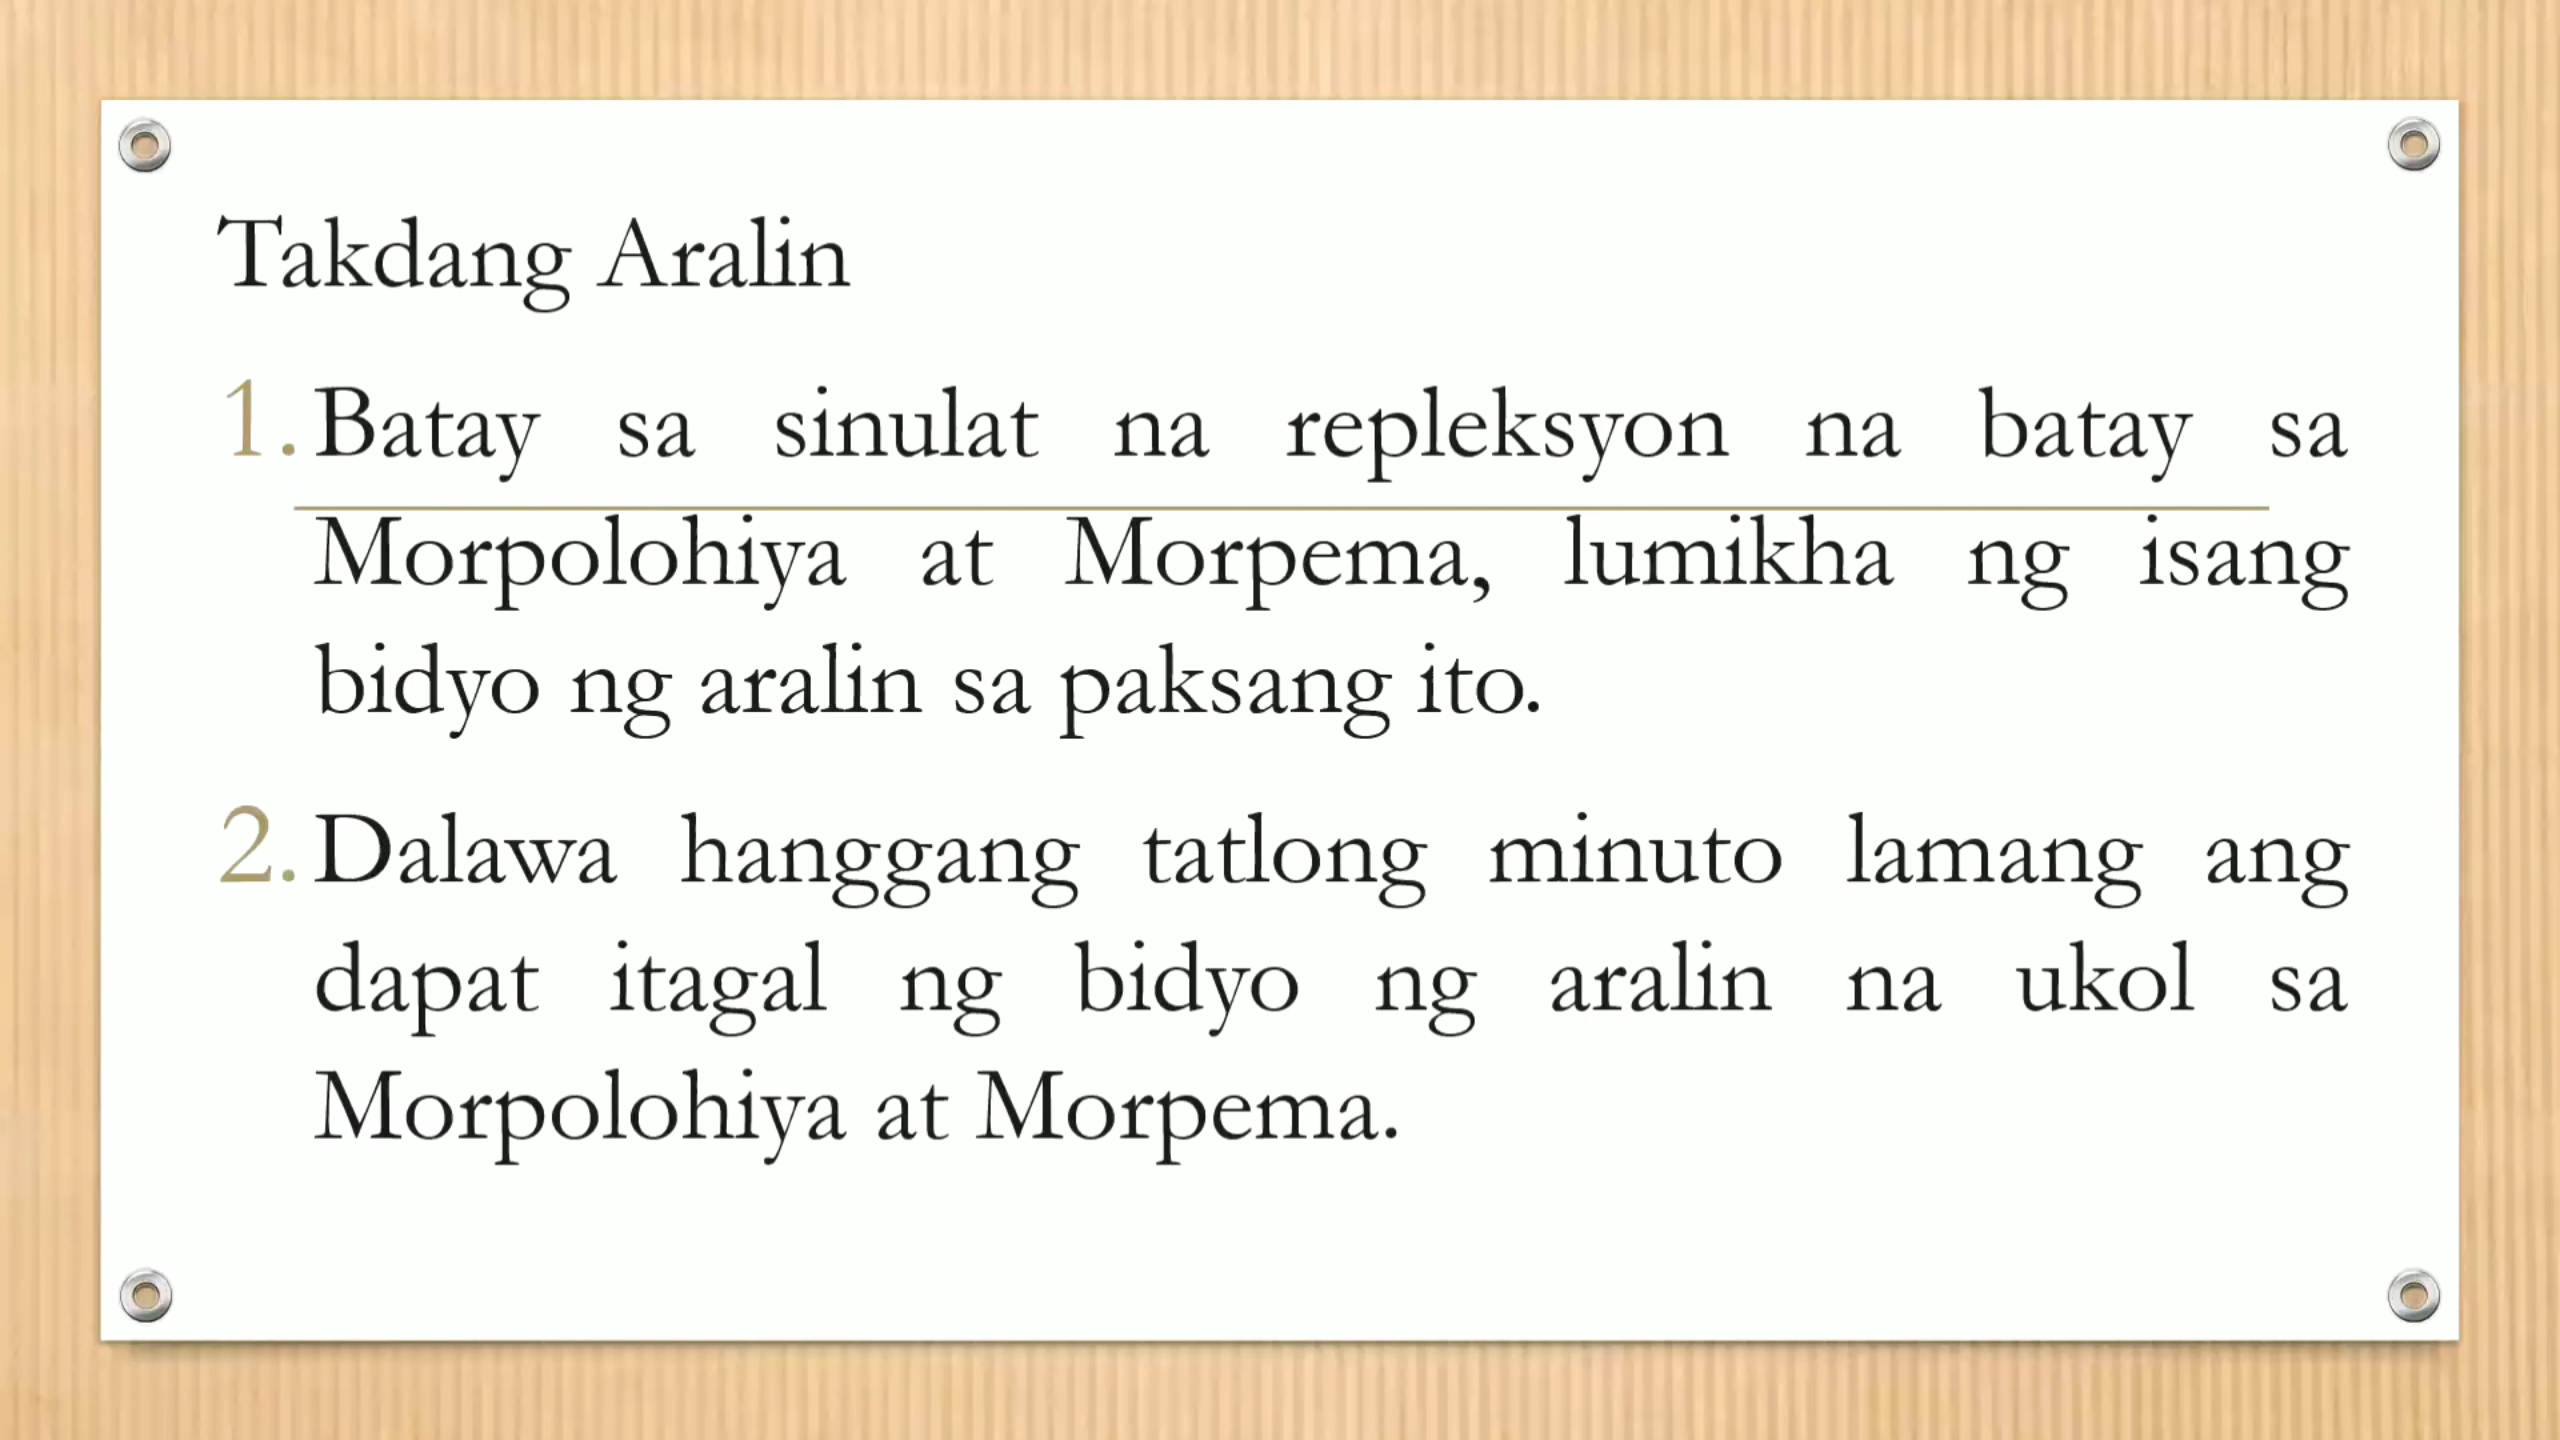 Takdang Aralin
1. Batay sa sinulat na repleksyon na batay sa
Morpolohiya at Morpema, lumikha ng isang
bidyo ng aralin sa paksang ito.
2. Dalawa hanggang tatlong minuto lamang ang
dapat itagal ng bidyo ng aralin na ukol sa
Morpolohiya at Morpema.